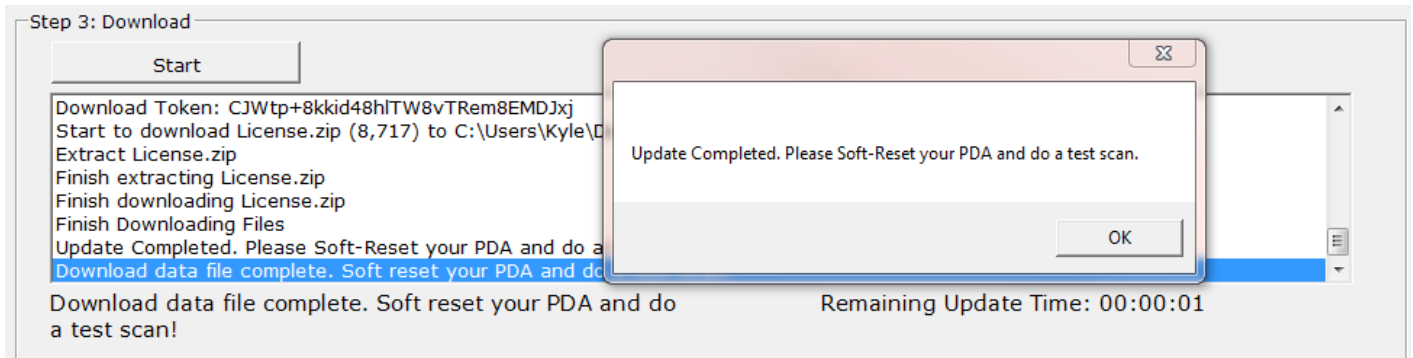 Step 3: Download
Start
Download Token: CJWtp+8kkid48hlTW8vTRem8EMDJxj
Start to download License.zip (8,717) to C:\Users\Kyle\
Extract License.zip
Finish extracting License.zip
Finish downloading License.zip
Finish Downloading Files
Update Completed. Please Soft-Reset your PDA and do a
Download data file complete. Soft reset your PDA and do
Update Completed. Please Soft-Reset your PDA and do a test scan.
OK
Download data file complete. Soft reset your PDA and do
a test scan!
Remaining Update Time: 00:00:01